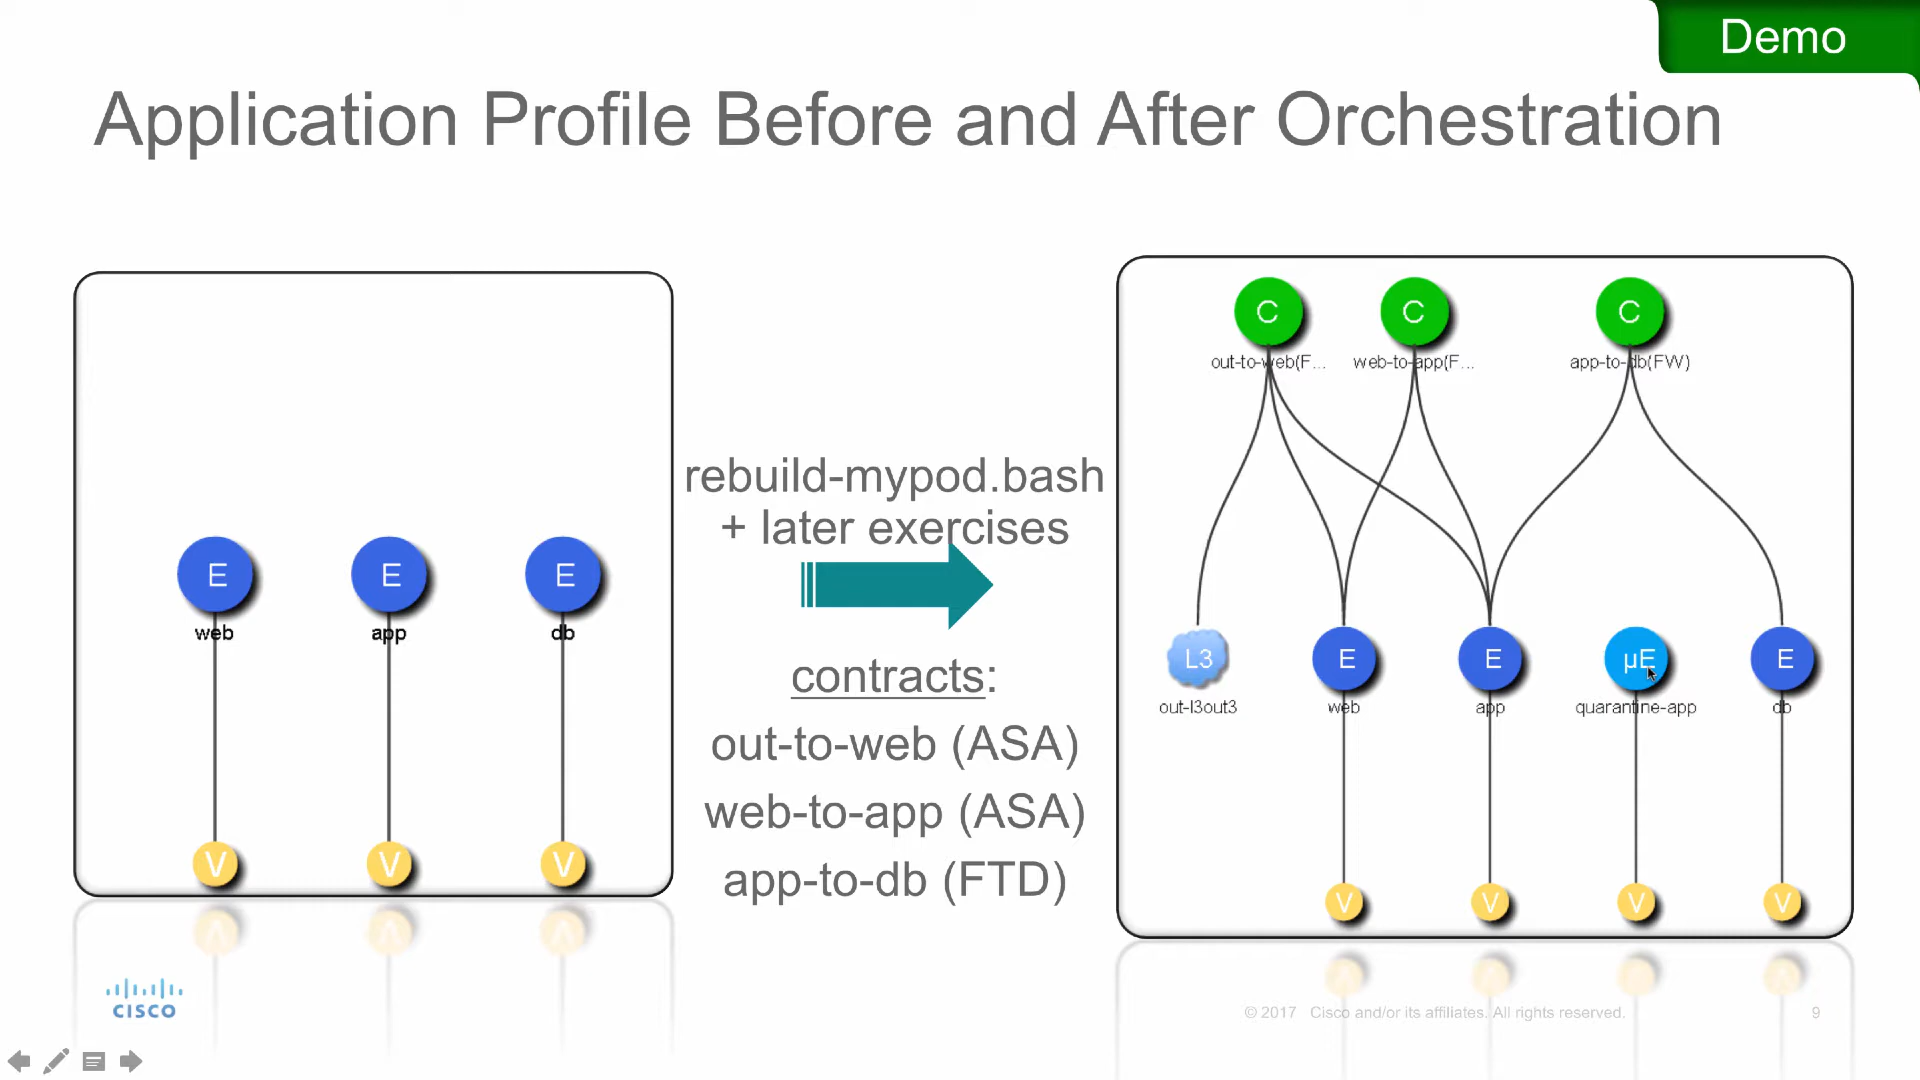 Demo
Application Profile Before and After Orchestration
E
E
E
web
app
db
V
V
V
rebuild-mypod.bash
+ later exercises
contracts:
out-to-web (ASA)
web-to-app (ASA)
app-to-db (FTD)
C
C
C
out-to-web(F...
web-to-app(F...
app-to-db(FW)
L3
E
E
µE
E
out-l3out3
web
app
quarantine-app
db
V
V
V
V
CISCO
© 2017 Cisco and/or its affiliates. All rights reserved.
9